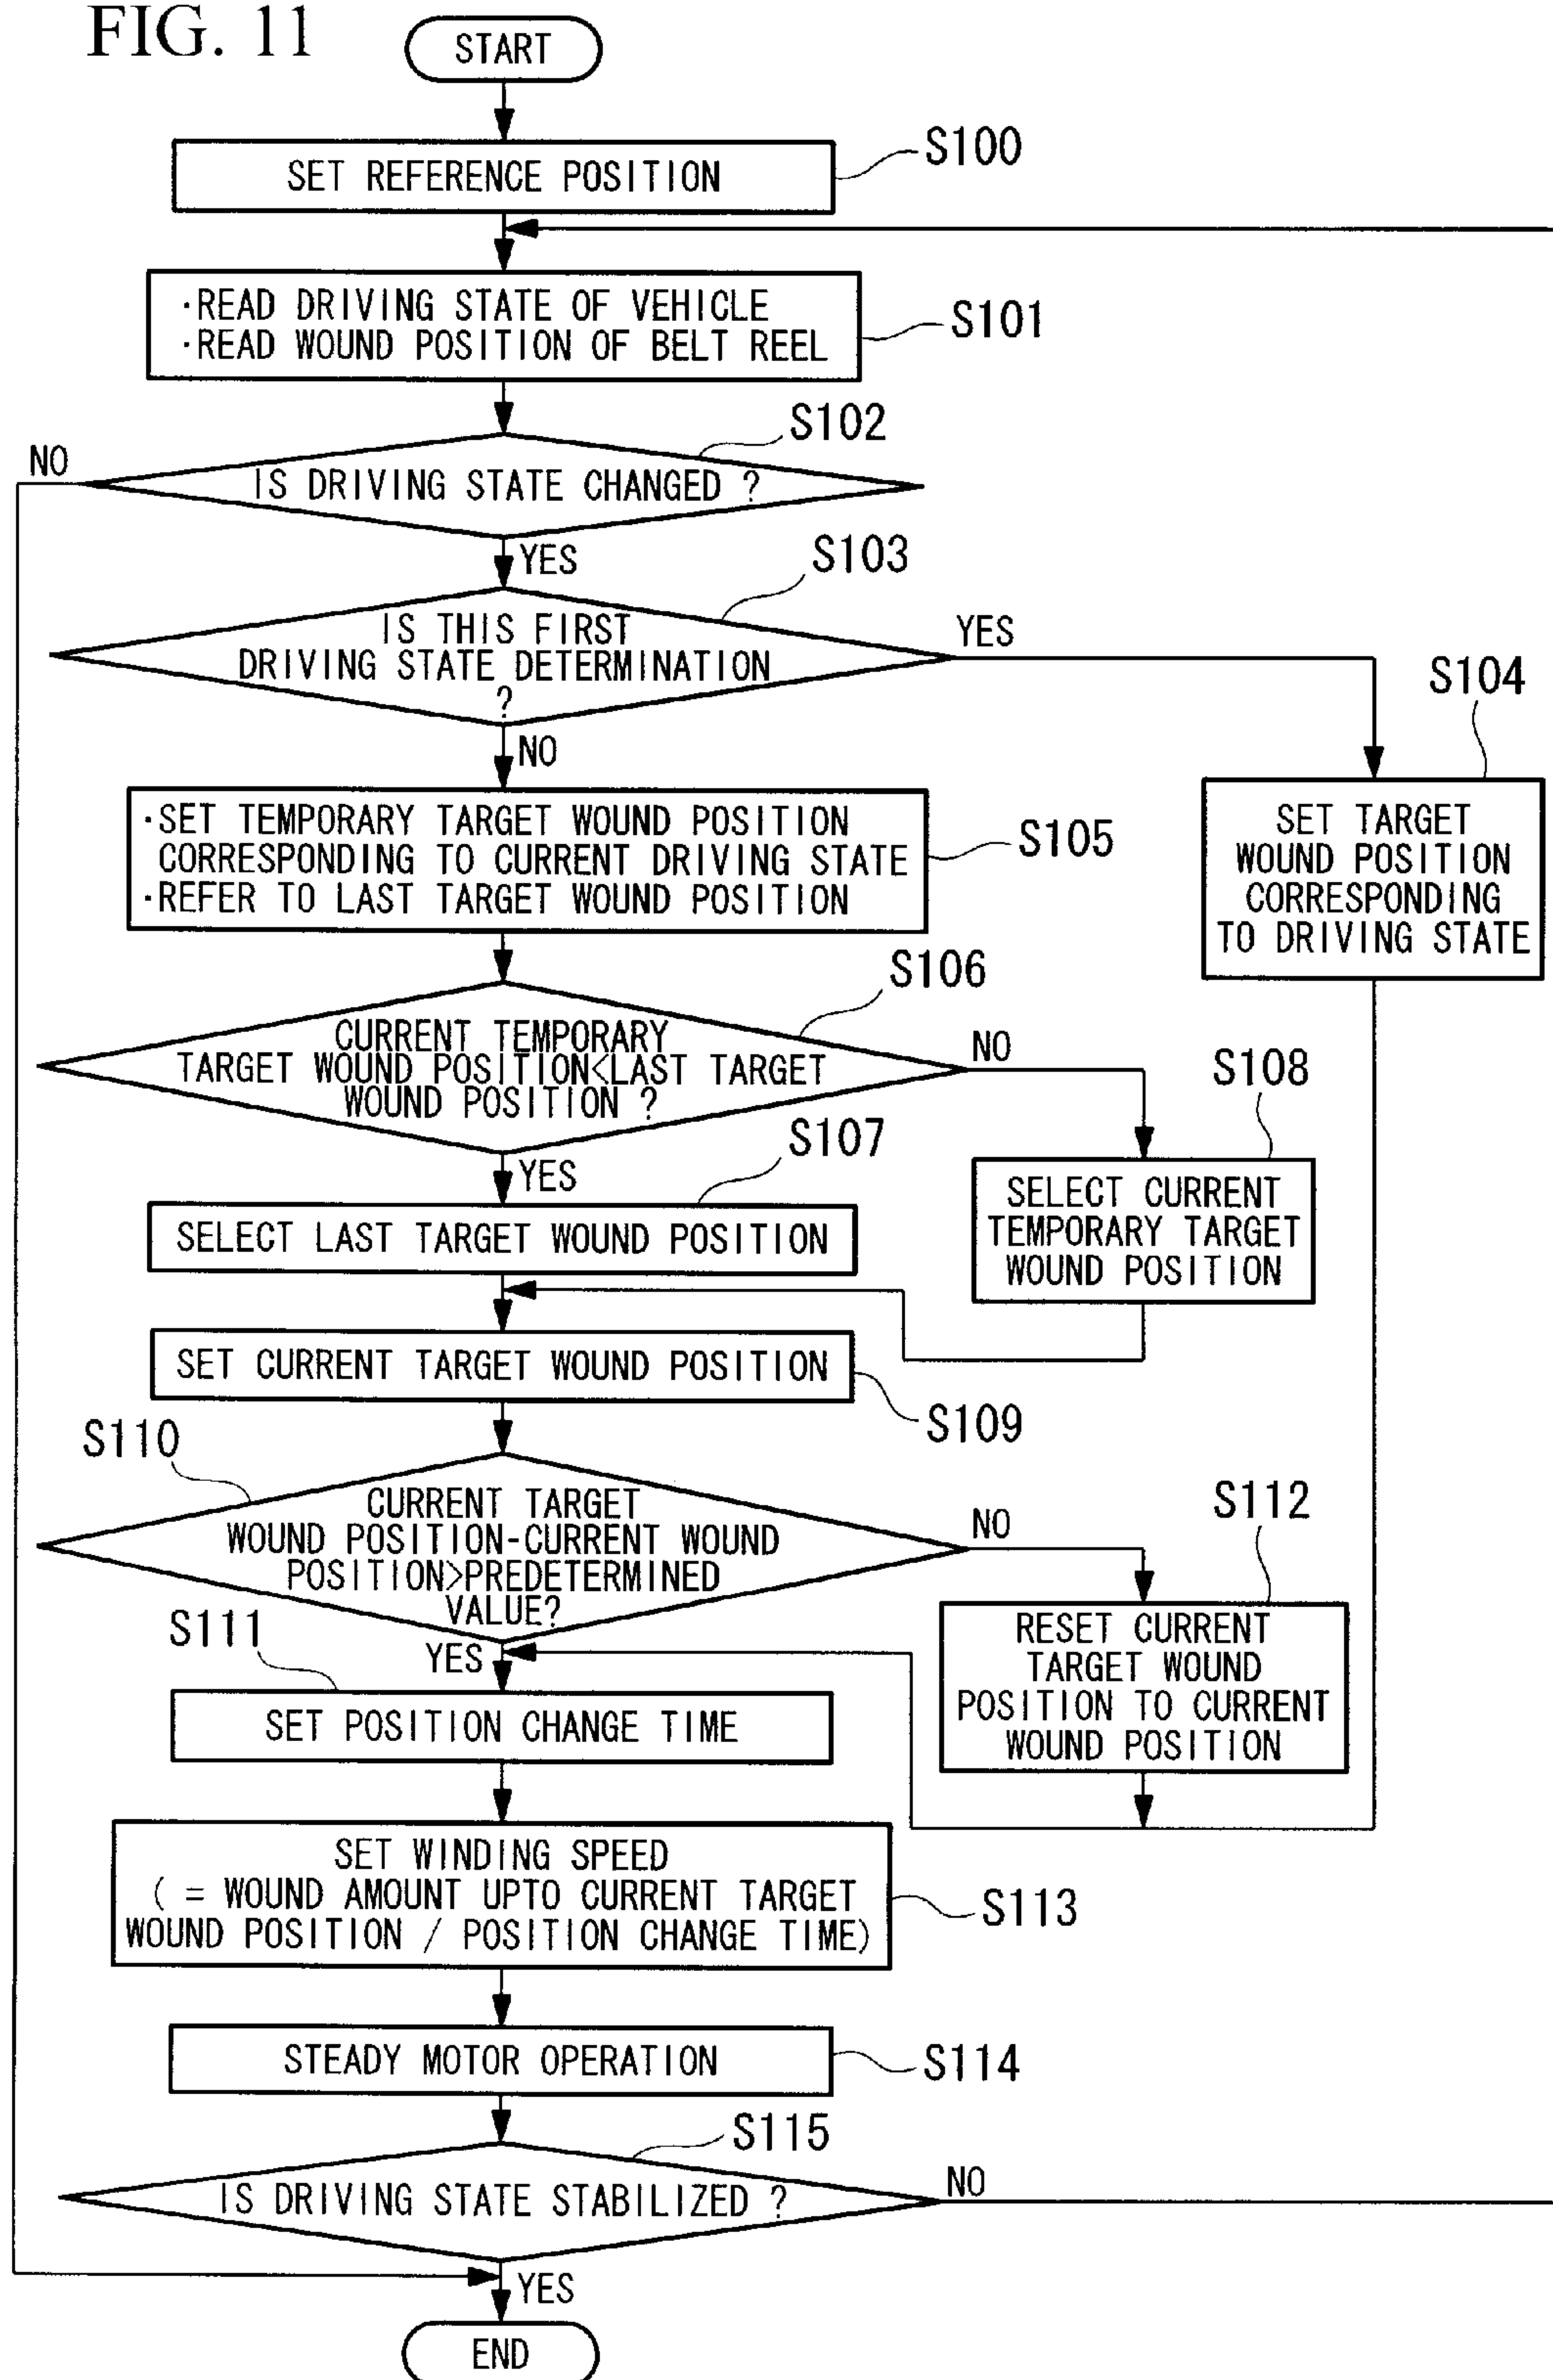 FIG. 11
START
SET REFERENCE POSITION
S100
·READ DRIVING STATE OF VEHICLE
·READ WOUND POSITION OF BELT REEL
S101
S102
NO
IS DRIVING STATE CHANGED ?
YES
S103
IS THIS FIRST
DRIVING STATE DETERMINATION
?
YES
NO
S104
SET TARGET
WOUND POSITION
CORRESPONDING
TO DRIVING STATE
·SET TEMPORARY TARGET WOUND POSITION
CORRESPONDING TO CURRENT DRIVING STATE
·REFER TO LAST TARGET WOUND POSITION
S105
S106
CURRENT TEMPORARY
TARGET WOUND POSITION<LAST TARGET
WOUND POSITION ?
NO
YES
S108
SELECT CURRENT
TEMPORARY TARGET
WOUND POSITION
S107
SELECT LAST TARGET WOUND POSITION
SET CURRENT TARGET WOUND POSITION
S109
S110
CURRENT TARGET
WOUND POSITION-CURRENT WOUND
POSITION>PREDETERMINED
VALUE?
NO
YES
S112
RESET CURRENT
TARGET WOUND
POSITION TO CURRENT
WOUND POSITION
S111
SET POSITION CHANGE TIME
SET WINDING SPEED
( = WOUND AMOUNT UPTO CURRENT TARGET
WOUND POSITION / POSITION CHANGE TIME)
S113
STEADY MOTOR OPERATION
S114
S115
IS DRIVING STATE STABILIZED ?
NO
YES
END